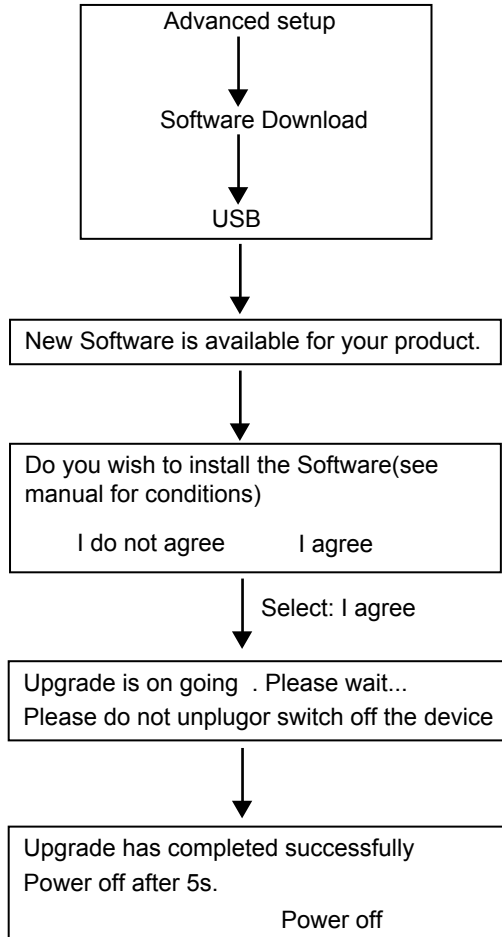 Advanced setup
Software Download
USB
New Software is available for your product.
Do you wish to install the Software(see
manual for conditions)
I do not agree I agree
Select: I agree
Upgrade is on going . Please wait...
Please do not unplugor switch off the device
Upgrade has completed successfully
Power off after 5s.
Power off